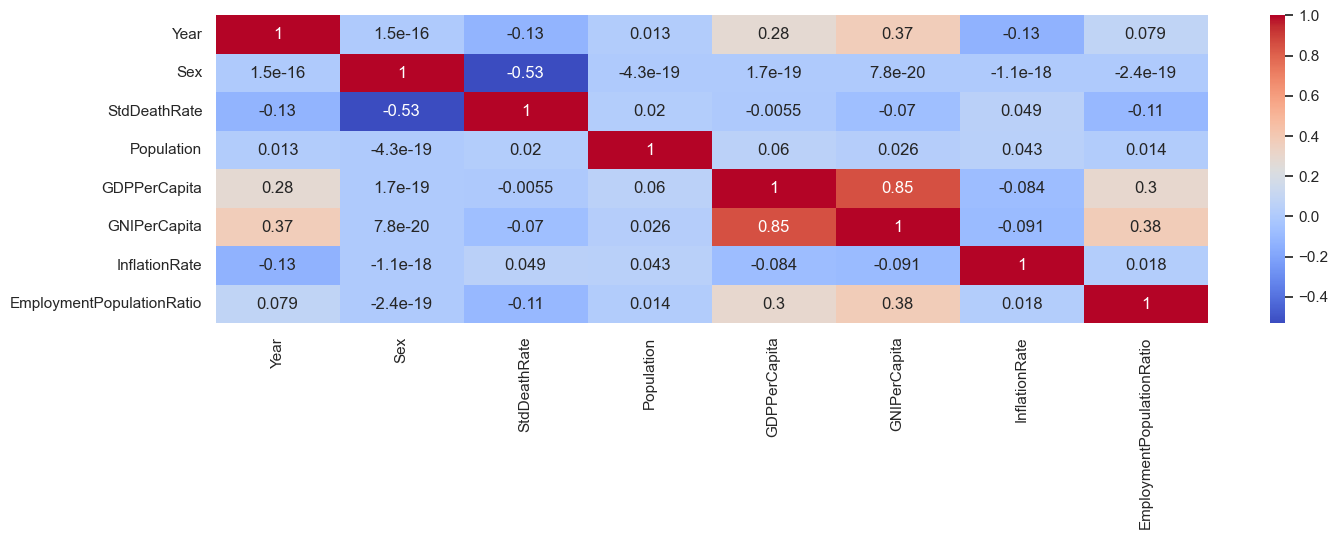 Year 1 1.5e-16 -0.13 0.013 0.28 0.37 -0.13 0.079
Sex 1.5e-16 1 -0.53 -4.3e-19 1.7e-19 7.8e-20 -1.1e-18 -2.4e-19
StdDeathRate -0.13 -0.53 1 0.02 -0.0055 -0.07 0.049 -0.11
Population 0.013 -4.3e-19 0.02 1 0.06 0.026 0.043 0.014
GDPPerCapita 0.28 1.7e-19 -0.0055 0.06 1 0.85 -0.084 0.3
GNIPerCapita 0.37 7.8e-20 -0.07 0.026 0.85 1 -0.091 0.38
InflationRate -0.13 -1.1e-18 0.049 0.043 -0.084 -0.091 1 0.018
EmploymentPopulationRatio 0.079 -2.4e-19 -0.11 0.014 0.3 0.38 0.018 1
Year
Sex
StdDeathRate
Population
GDPPerCapita
GNIPerCapita
InflationRate
EmploymentPopulationRatio
1.0
0.8
0.6
0.4
0.2
0.0
−0.2
−0.4